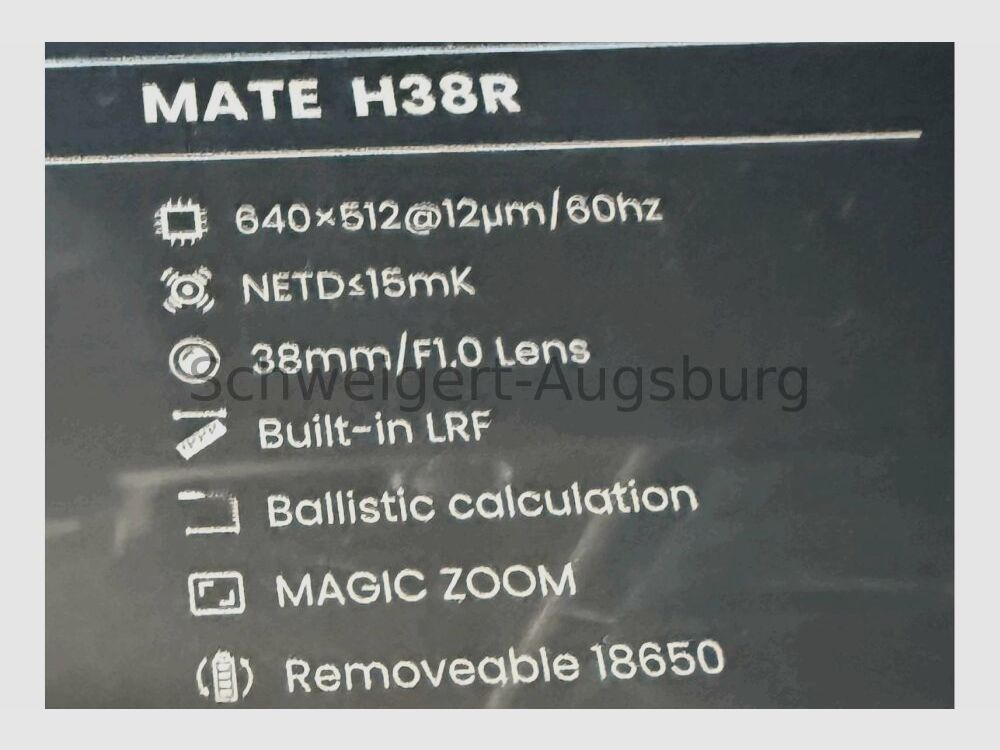 MATE H38R
640×512@12μm/60hz
NETD≤15mK
38mm/F1.0 Lens
Schweigert-Augsburg
Built-in LRF
Ballistic calculation
MAGIC ZOOM
Removeable 18650